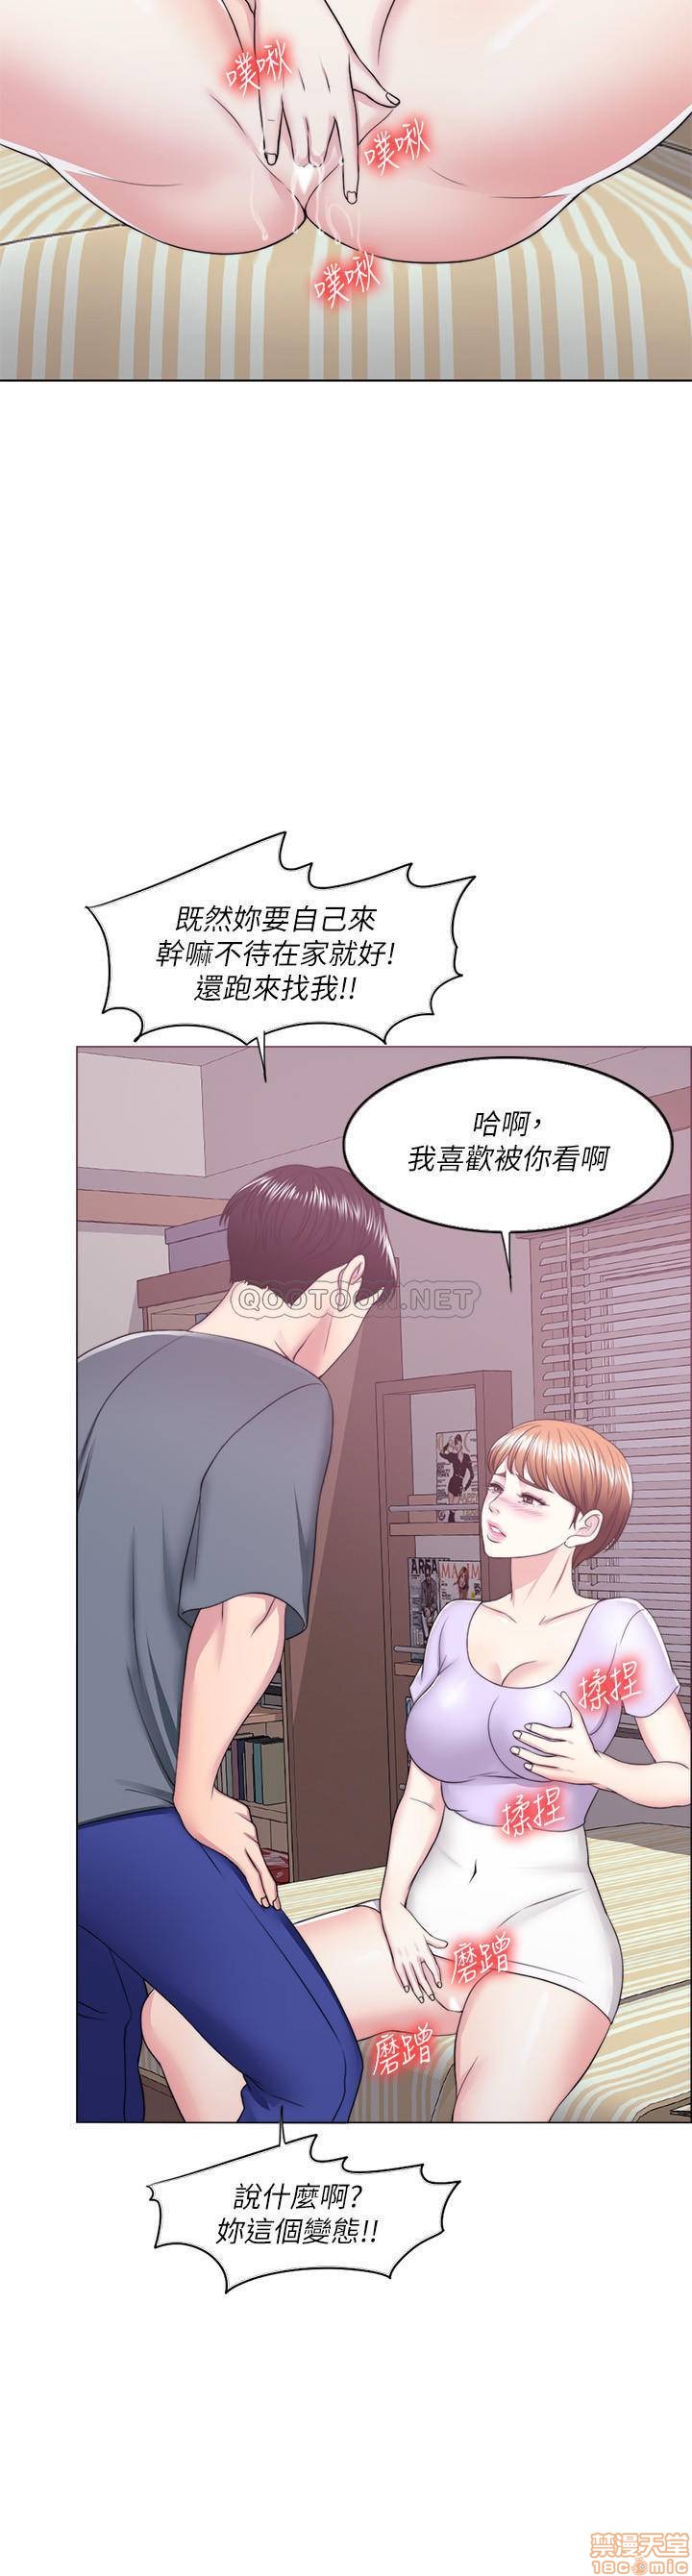 噗啾
噗啾
噗啾
既然妳要自己來
幹嘛不待在家就好!
還跑來找我!!
哈啊,
我喜歡被你看啊
QOOTOON.NET
AREA
MAXIM
揉捏
揉捏
磨蹭
磨蹭
說什麼啊?
妳這個變態!!
禁漫天堂
18comic